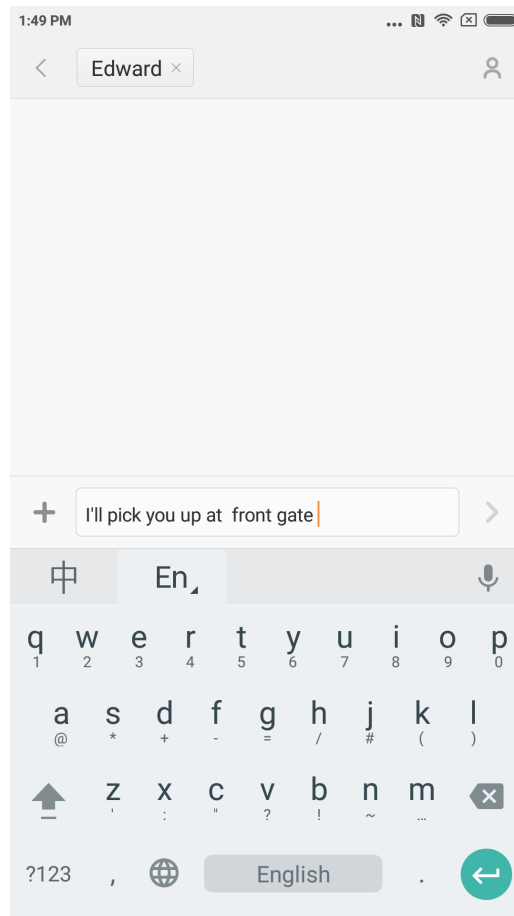 1:49 PM
Edward ×
I'll pick you up at  front gate
中 En
q w e r t y u i o p
1 2 3 4 5 6 7 8 9 0
a s d f g h j k l
@ * + - = / # ( )
z x c v b n m
' : " ? ! ~ ...
?123 , English .